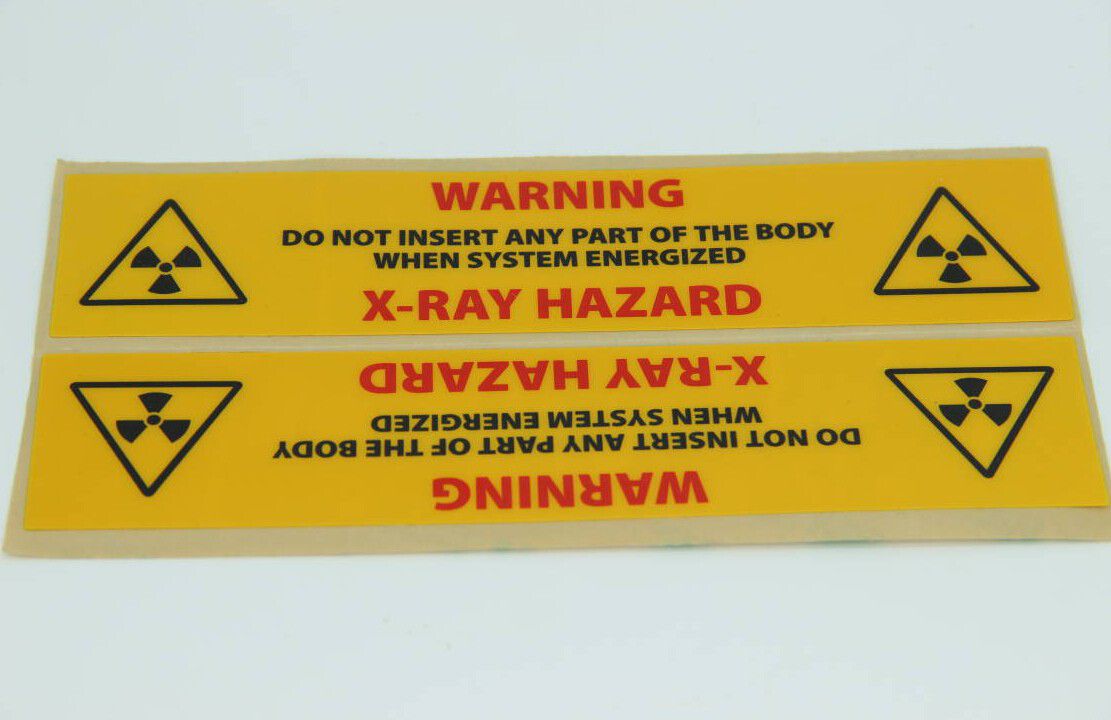 WARNING
DO NOT INSERT ANY PART OF THE BODY
WHEN SYSTEM ENERGIZED
X-RAY HAZARD
WARNING
DO NOT INSERT ANY PART OF THE BODY
WHEN SYSTEM ENERGIZED
X-RAY HAZARD